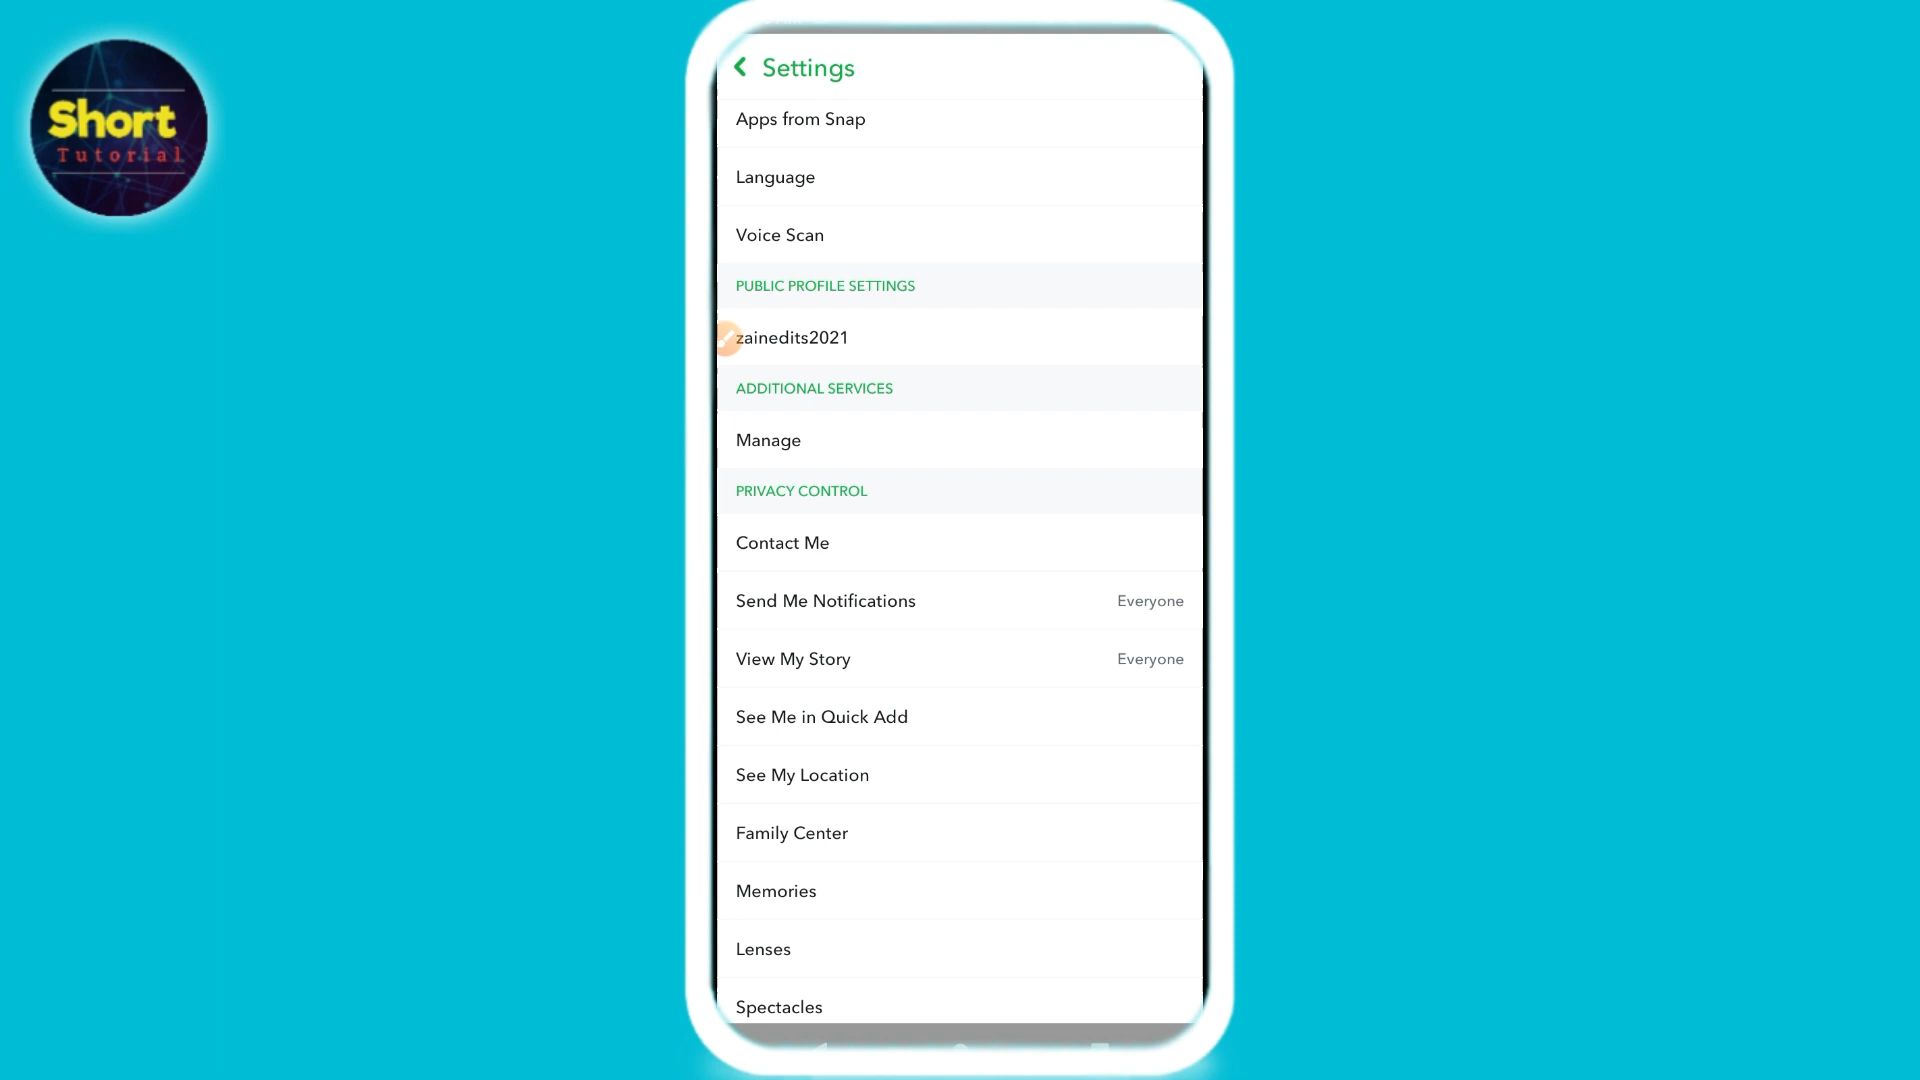 Short
Tutorial
Settings
Apps from Snap
Language
Voice Scan
PUBLIC PROFILE SETTINGS
zainedits2021
ADDITIONAL SERVICES
Manage
PRIVACY CONTROL
Contact Me
Send Me Notifications Everyone
View My Story Everyone
See Me in Quick Add
See My Location
Family Center
Memories
Lenses
Spectacles